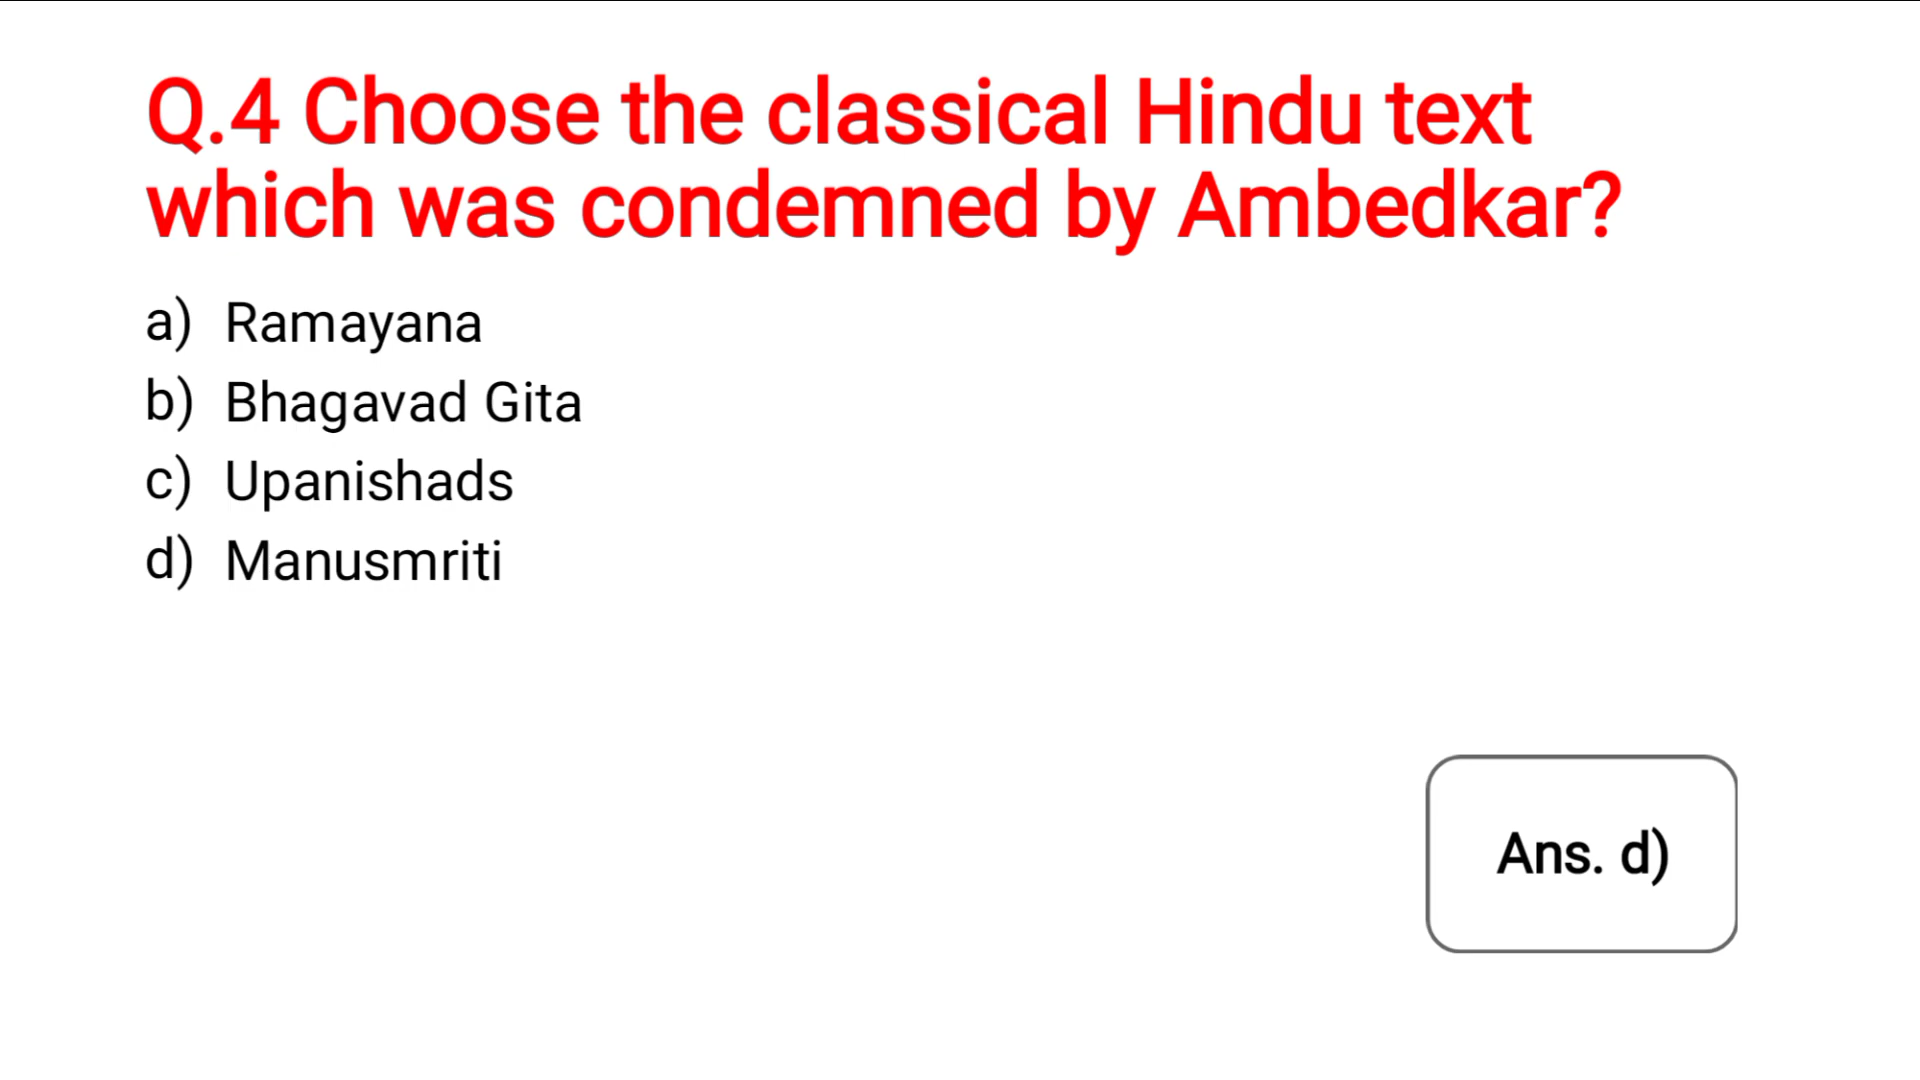 Q.4 Choose the classical Hindu text
which was condemned by Ambedkar?
a) Ramayana
b) Bhagavad Gita
c) Upanishads
d) Manusmriti
Ans. d)